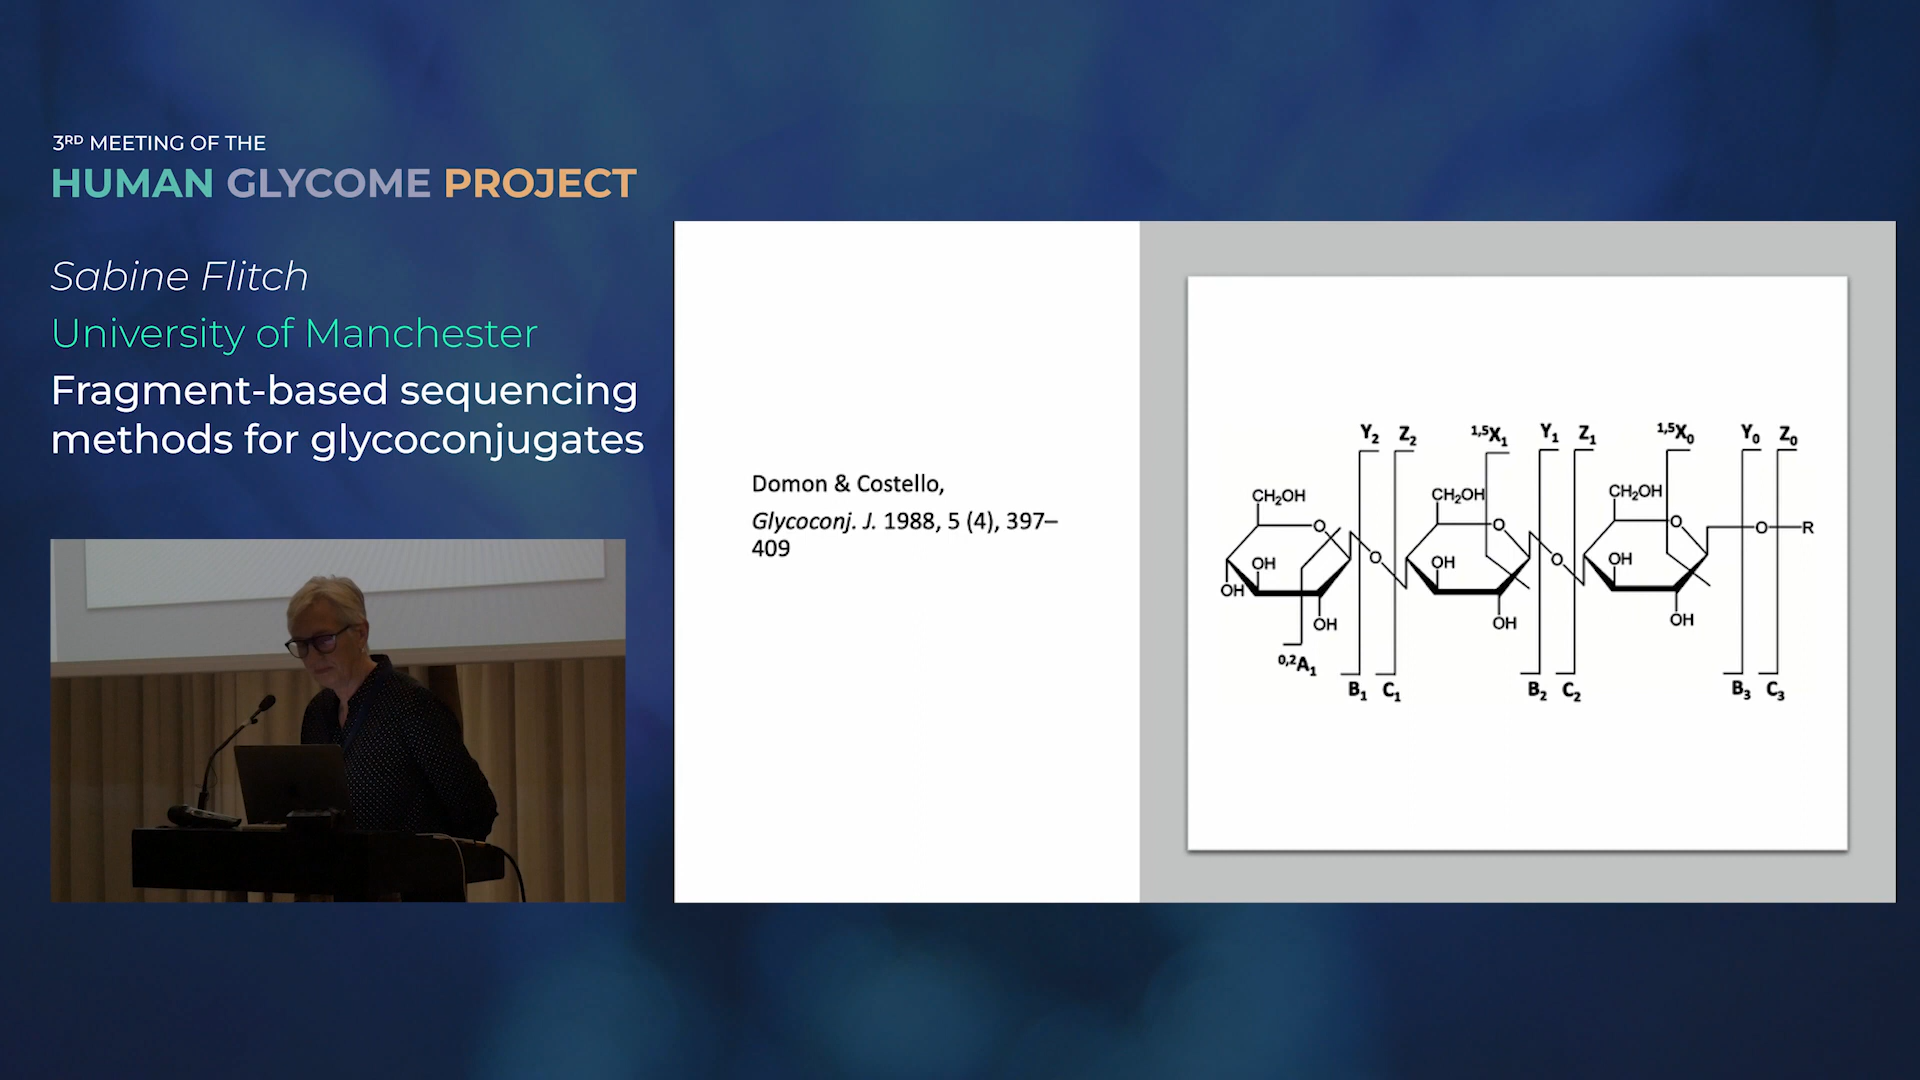 3RD MEETING OF THE
HUMAN GLYCOME PROJECT
Sabine Flitch
University of Manchester
Fragment-based sequencing
methods for glycoconjugates
Domon & Costello,
Glycoconj. J. 1988, 5 (4), 397–
409
Y2 Z2 1,5X1 Y1 Z1 1,5X0 Y0 Z0
CH2OH CH2OH CH2OH
O O O O R
O O
OH OH OH
OH
OH OH OH
0,2A1
B1 C1 B2 C2 B3 C3